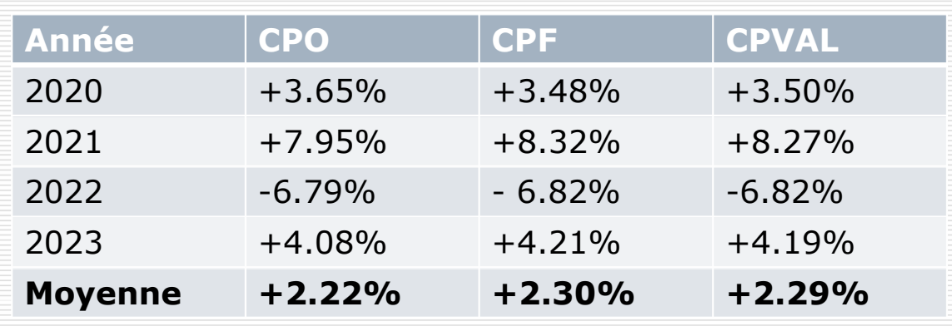 Année CPO CPF CPVAL
2020 +3.65% +3.48% +3.50%
2021 +7.95% +8.32% +8.27%
2022 -6.79% - 6.82% -6.82%
2023 +4.08% +4.21% +4.19%
Moyenne +2.22% +2.30% +2.29%